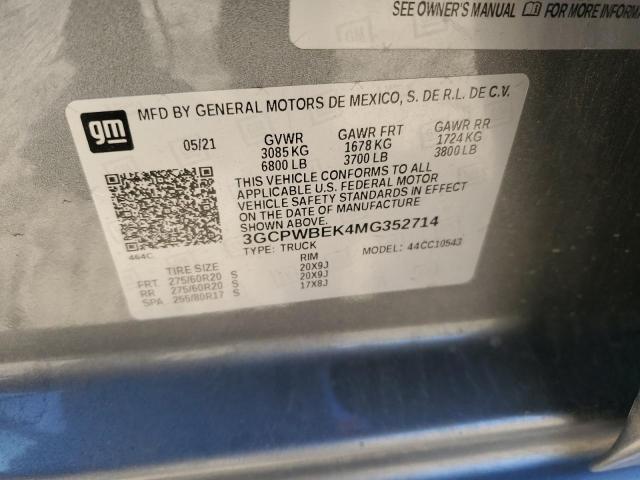 SEE OWNER'S MANUAL FOR MORE INFORMA
gm
MFD BY GENERAL MOTORS DE MEXICO, S. DE R.L. DE C.V.
05/21 GVWR GAWR FRT GAWR RR
3085 KG 1678 KG 1724 KG
6800 LB 3700 LB 3800 LB
THIS VEHICLE CONFORMS TO ALL
APPLICABLE U.S. FEDERAL MOTOR
VEHICLE SAFETY STANDARDS IN EFFECT
ON THE DATE OF MANUFACTURE
SHOWN ABOVE.
3GCPWBEK4MG352714
464C TYPE: TRUCK MODEL: 44CC10543
TIRE SIZE RIM
FRT 275/60R20 S 20X9J
RR 275/60R20 S 20X9J
SPA 255/80R17 S 17X8J